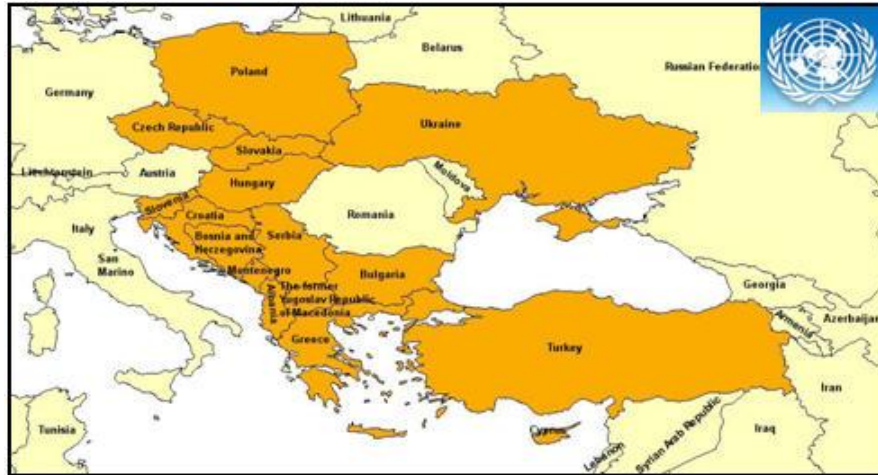 Lithuania
Belarus
Russian Federation
Poland
Germany
Ukraine
Czech Republic
Slovakia
Moldova
Liechtenstein
Austria
Hungary
Slovenia
Romania
Croatia
Italy
Bosnia and
Herzegovina
Serbia
San
Marino
Montenegro
Bulgaria
Albania
The former
Yugoslav Republic
of Macedonia
Georgia
Armenia
Azerbaijan
Greece
Turkey
Iran
Tunisia
Cyprus
Lebanon
Syrian Arab Republic
Iraq